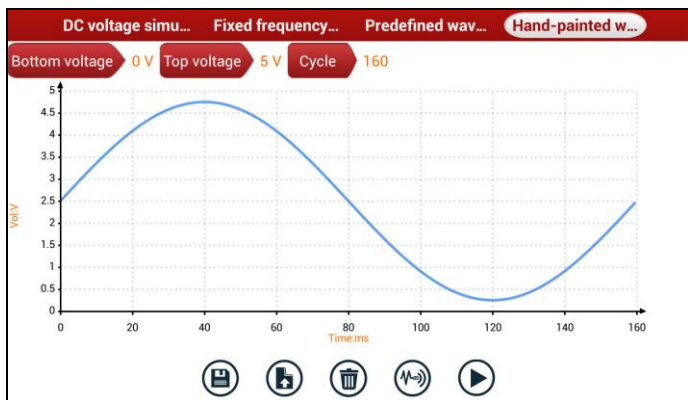 DC voltage simu... Fixed frequency... Predefined wav... Hand-painted w...
Bottom voltage 0 V Top voltage 5 V Cycle 160
5
4.5
4
3.5
3
2.5
2
1.5
1
0.5
0
Vol:V
0 20 40 60 80 100 120 140 160
Time:ms